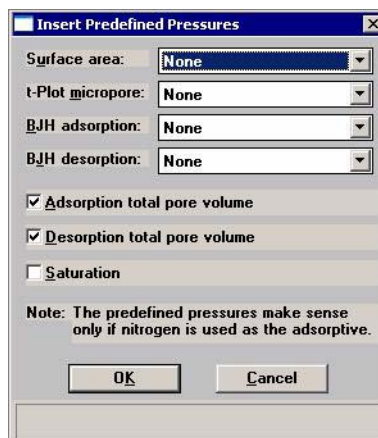 Insert Predefined Pressures
Surface area: None
t-Plot micropore: None
BJH adsorption: None
BJH desorption: None
Adsorption total pore volume
Desorption total pore volume
Saturation
Note: The predefined pressures make sense
only if nitrogen is used as the adsorptive.
OK Cancel